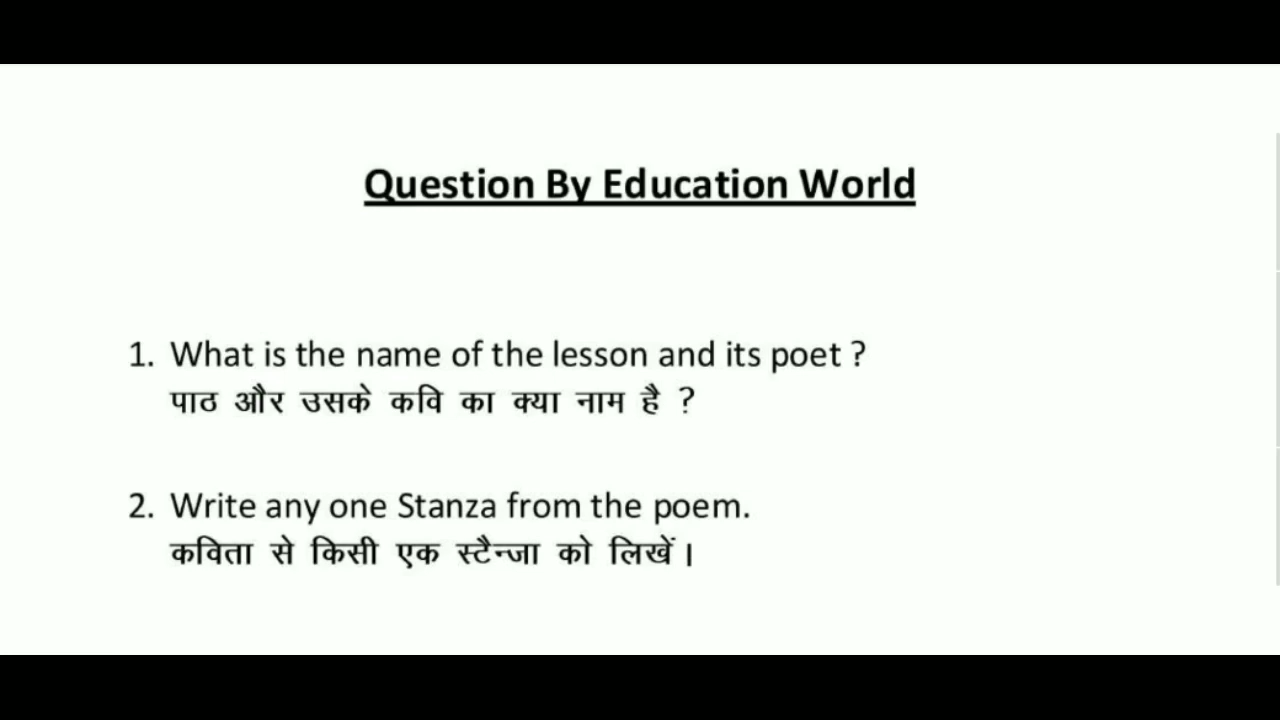 Question By Education World
1. What is the name of the lesson and its poet ?
पाठ और उसके कवि का क्या नाम है ?
2. Write any one Stanza from the poem.
कविता से किसी एक स्टैन्जा को लिखें।